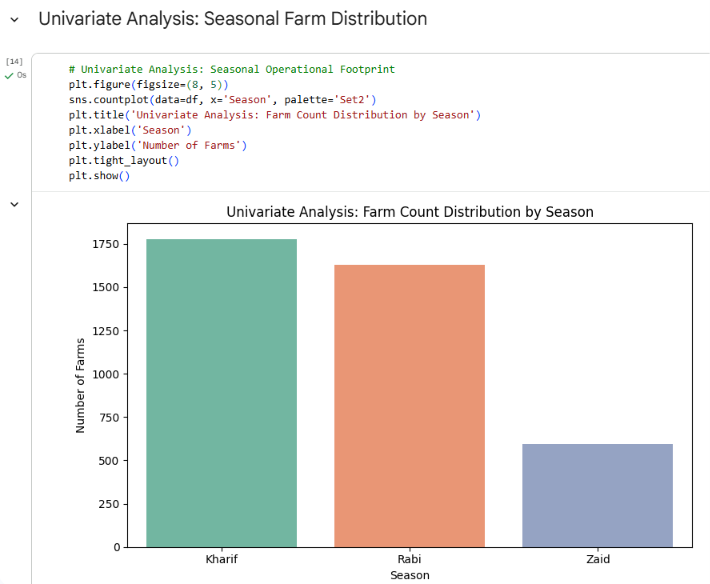 Univariate Analysis: Seasonal Farm Distribution
[14]
0s
# Univariate Analysis: Seasonal Operational Footprint
plt.figure(figsize=(8, 5))
sns.countplot(data=df, x='Season', palette='Set2')
plt.title('Univariate Analysis: Farm Count Distribution by Season')
plt.xlabel('Season')
plt.ylabel('Number of Farms')
plt.tight_layout()
plt.show()
Univariate Analysis: Farm Count Distribution by Season
Number of Farms
1750
1500
1250
1000
750
500
250
0
Kharif
Rabi
Zaid
Season